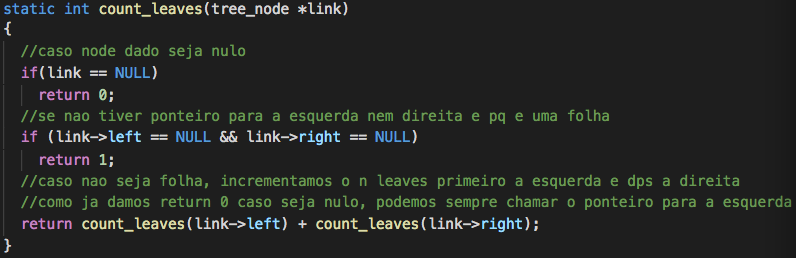 static int count_leaves(tree_node *link)
{
  //caso node dado seja nulo
  if(link == NULL)
    return 0;
  //se nao tiver ponteiro para a esquerda nem direita e pq e uma folha
  if (link->left == NULL && link->right == NULL)
    return 1;
  //caso nao seja folha, incrementamos o n leaves primeiro a esquerda e dps a direita
  //como ja damos return 0 caso seja nulo, podemos sempre chamar o ponteiro para a esquerda
  return count_leaves(link->left) + count_leaves(link->right);
}